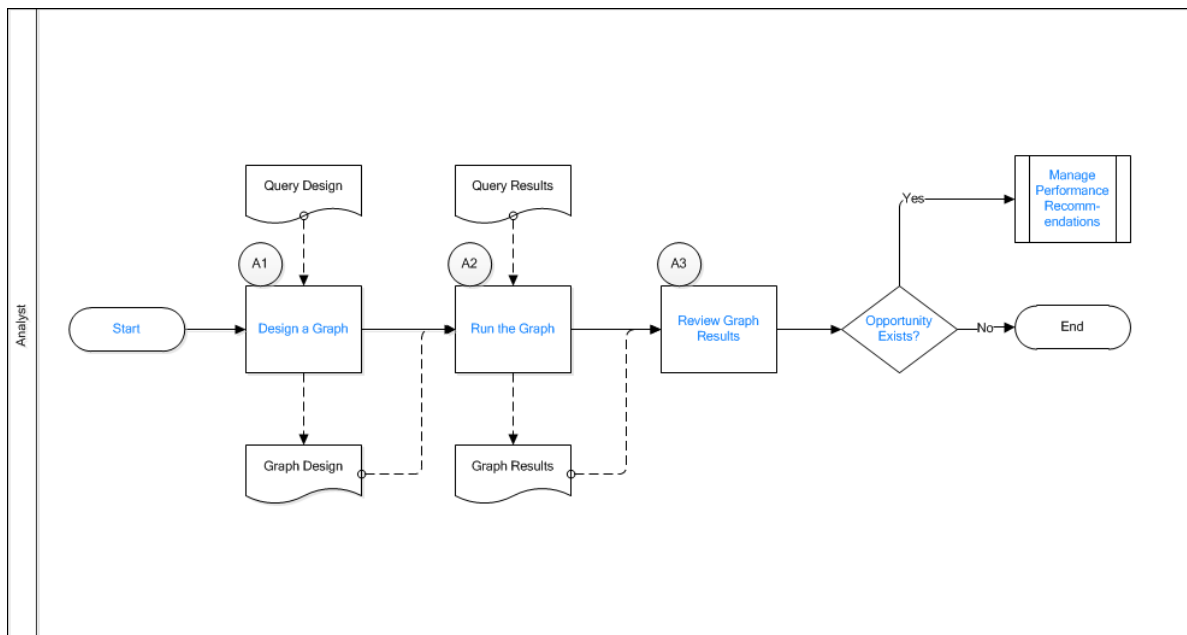 Analyst
Query Design
Query Results
Manage
Performance
Recomm-
endations
Yes
A1
A2
A3
Start
Design a Graph
Run the Graph
Review Graph
Results
Opportunity
Exists?
No
End
Graph Design
Graph Results